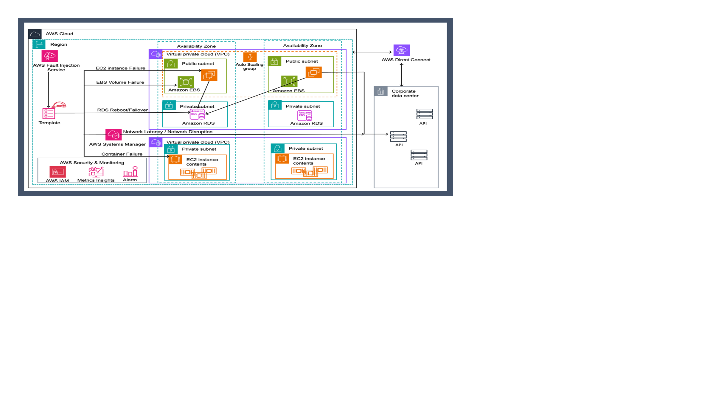 AWS Cloud
Region
AWS Fault Injection
Service
Template
EC2 Instance Failure
EBS Volume Failure
RDS Reboot/Failover
Network Latency / Network Disruption
AWS Systems Manager
Container Failure
AWS Security & Monitoring
AWS IAM
Metrics Insights
Alarm
Availability Zone
Virtual private cloud (VPC)
Public subnet
Amazon EBS
Private subnet
Amazon RDS
Auto Scaling
group
Availability Zone
Public subnet
Amazon EBS
Private subnet
Amazon RDS
Virtual private cloud (VPC)
Private subnet
EC2 Instance
contents
Private subnet
EC2 Instance
contents
AWS Direct Connect
Corporate
data center
API
API
API